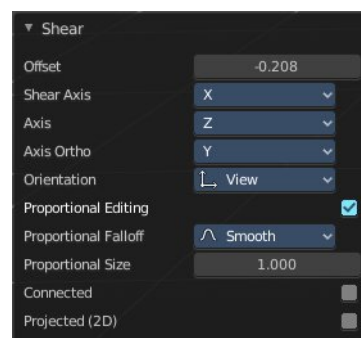 Shear
Offset -0.208
Shear Axis X
Axis Z
Axis Ortho Y
Orientation View
Proportional Editing
Proportional Falloff Smooth
Proportional Size 1.000
Connected
Projected (2D)